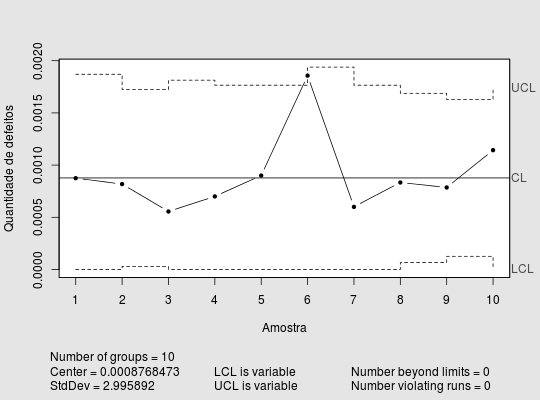 0.0020
0.0015
0.0010
0.0005
0.0000
Quantidade de defeitos
UCL
CL
LCL
1 2 3 4 5 6 7 8 9 10
Amostra
Number of groups = 10
Center = 0.0008768473 LCL is variable Number beyond limits = 0
StdDev = 2.995892 UCL is variable Number violating runs = 0